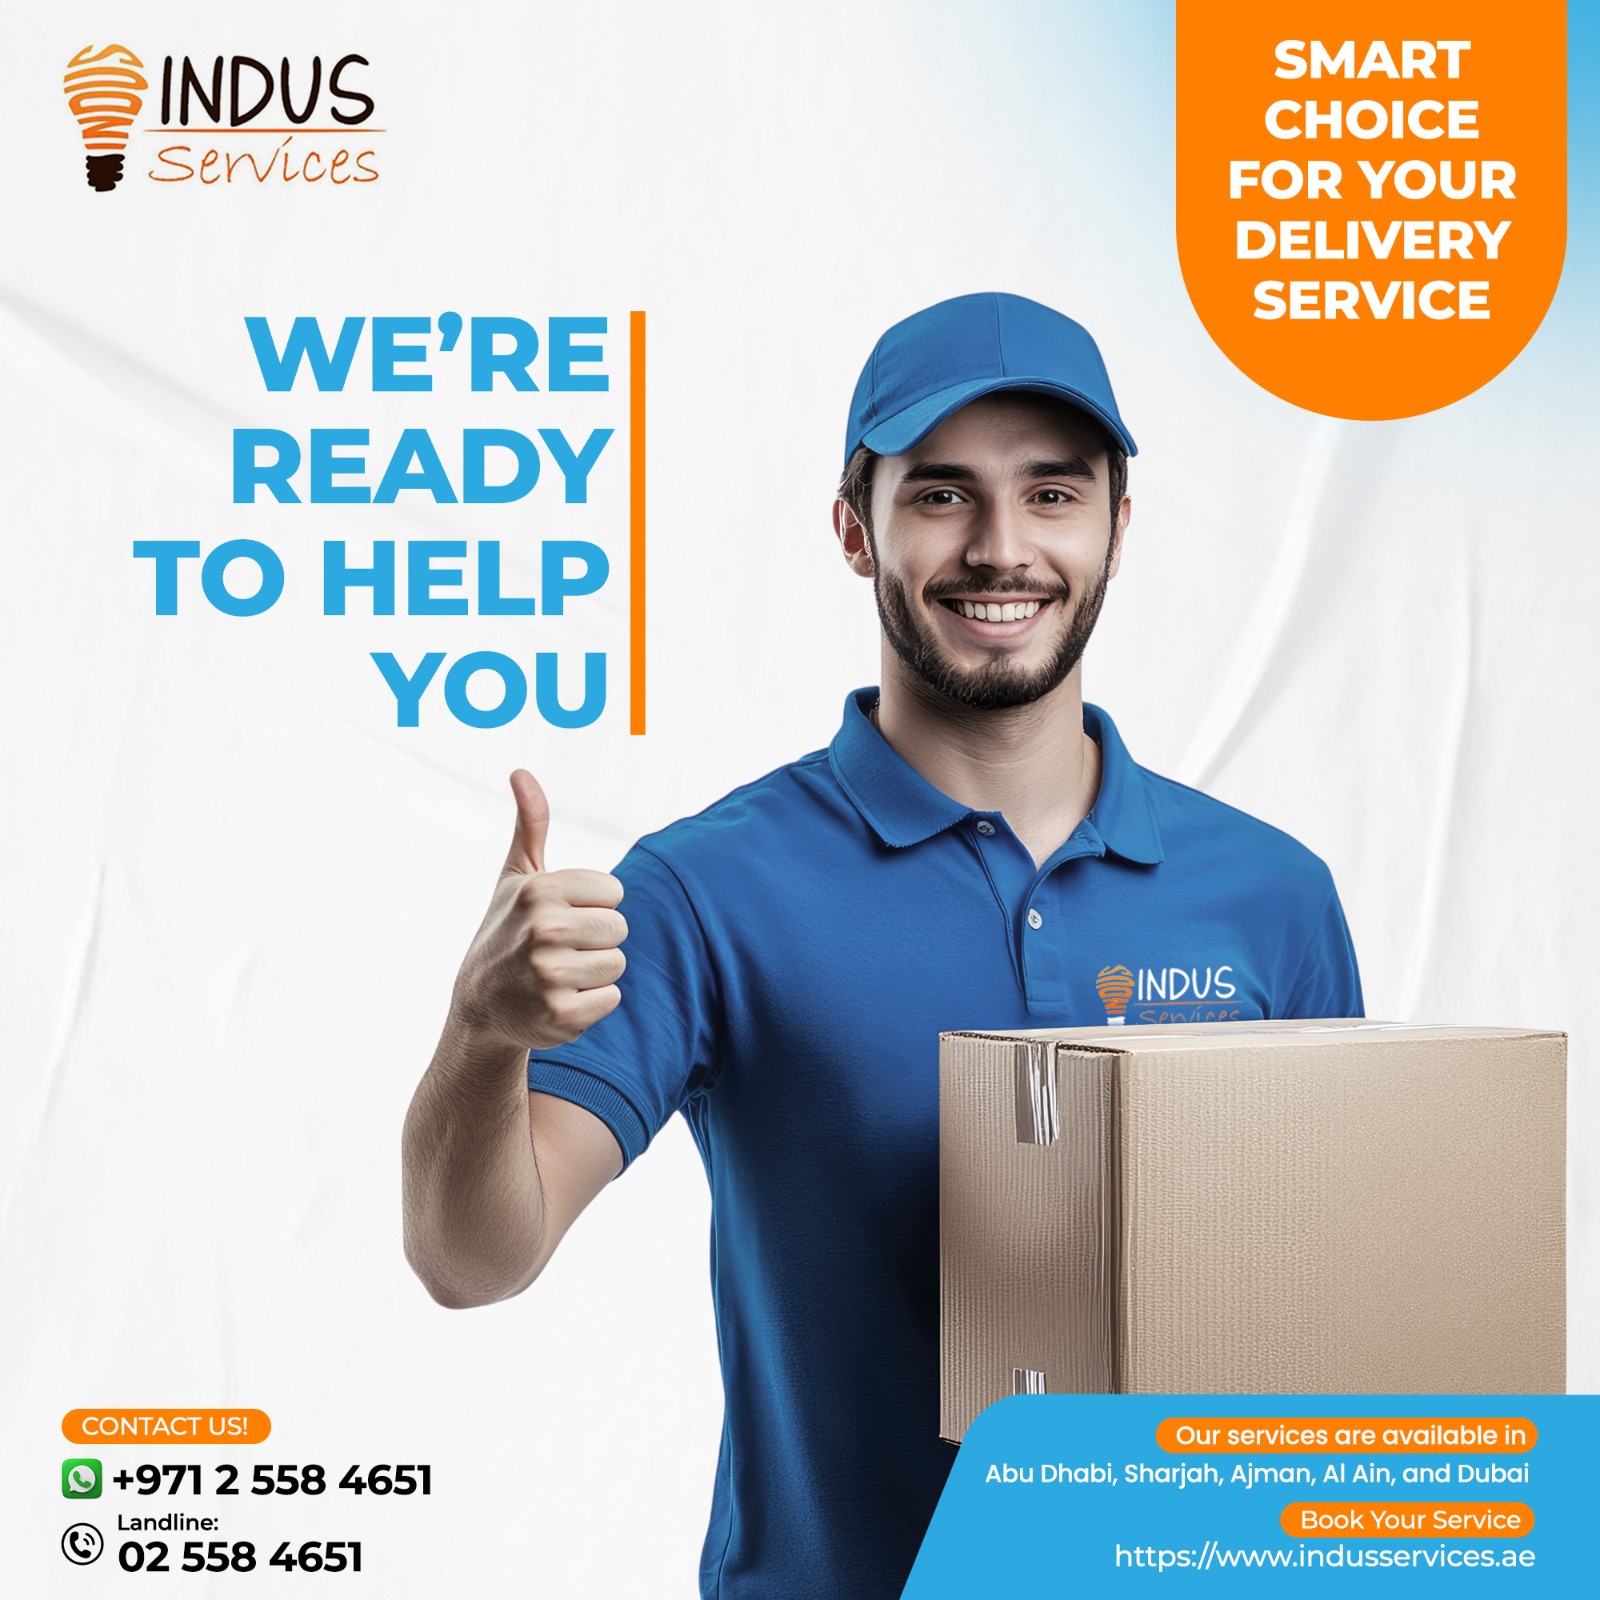 INDUS
Services
SMART
CHOICE
FOR YOUR
DELIVERY
SERVICE
WE'RE
READY
TO HELP
YOU
INDUS
Services
CONTACT US!
+971 2 558 4651
Landline:
02 558 4651
Our services are available in
Abu Dhabi, Sharjah, Ajman, Al Ain, and Dubai
Book Your Service
https://www.indusservices.ae